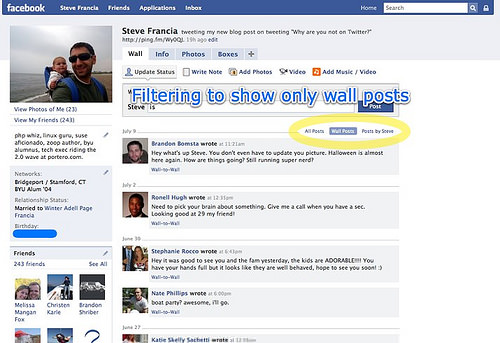 facebook Steve Francia Friends Applications Inbox Home Search
Steve Francia tweeting my new blog post on tweeting "Why are you not on Twitter?"
http://ping.fm/Wy0QJ. 19h ago edit
Wall Info Photos Boxes +
Update Status Write Note Add Photos Video Add Music / Video
Filtering to show only wall posts
Steve is
Post
All Posts Wall Posts Posts by Steve
View Photos of Me (23)
View My Friends (243)
php whiz, linux guru, suse
aficionado, zoop author, byu
alumnus, tech exec riding the
2.0 wave at portero.com.
Networks:
Bridgeport / Stamford, CT
BYU Alum '04
Relationship Status:
Married to Winter Adell Page
Francia
Birthday:
Friends
243 friends See All
Melissa
Mangan
Fox
Christen
Karle
Brandon
Shriber
July 9
Brandon Bomsta wrote at 11:21am
Hey what's up Steve. You don't even have to update you picture. Halloween is almost
here again. How are things going? Still running super nerd?
Wall-to-Wall
July 2
Ronell Hugh wrote at 12:35pm
Need to pick your brain about something. Give me a call when you have a sec.
Looking good at 29 my friend!
Wall-to-Wall
June 30
Stephanie Rocco wrote at 6:43pm
Hey it was good to see you and the fam yesterday, the kids are ADORABLE!!!! You
have your hands full but it looks like they are well behaved, hope to see you soon! :)
Wall-to-Wall
Nate Phillips wrote at 6:00pm
boat party? awesome, i'll go.
Wall-to-Wall
June 27
Katie Skelly Sachetti wrote at 12:08am